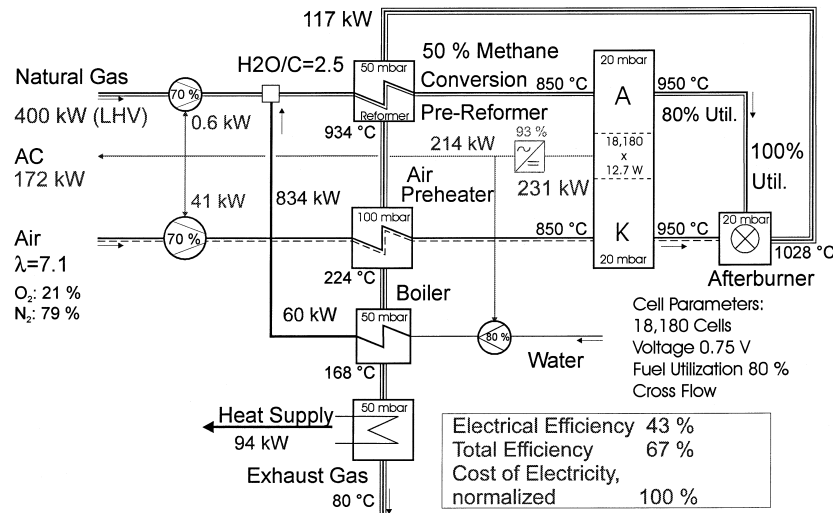 117 kW
50 % Methane
Conversion
Pre-Reformer
H2O/C=2.5
50 mbar
Reformer
934 °C
Natural Gas
400 kW (LHV)
70 %
0.6 kW
850 °C
20 mbar
A
950 °C
80% Util.
100%
Util.
AC
172 kW
214 kW
93 %
231 kW
18,180
x
12.7 W
41 kW
834 kW
Air
Preheater
100 mbar
224 °C
Air
λ=7.1
O₂: 21 %
N₂: 79 %
70 %
850 °C
K
20 mbar
950 °C
20 mbar
1028 °C
Afterburner
Boiler
50 mbar
60 kW
168 °C
80 %
Water
Cell Parameters:
18,180 Cells
Voltage 0.75 V
Fuel Utilization 80 %
Cross Flow
Heat Supply
94 kW
50 mbar
Exhaust Gas
80 °C
Electrical Efficiency 43 %
Total Efficiency 67 %
Cost of Electricity,
normalized 100 %